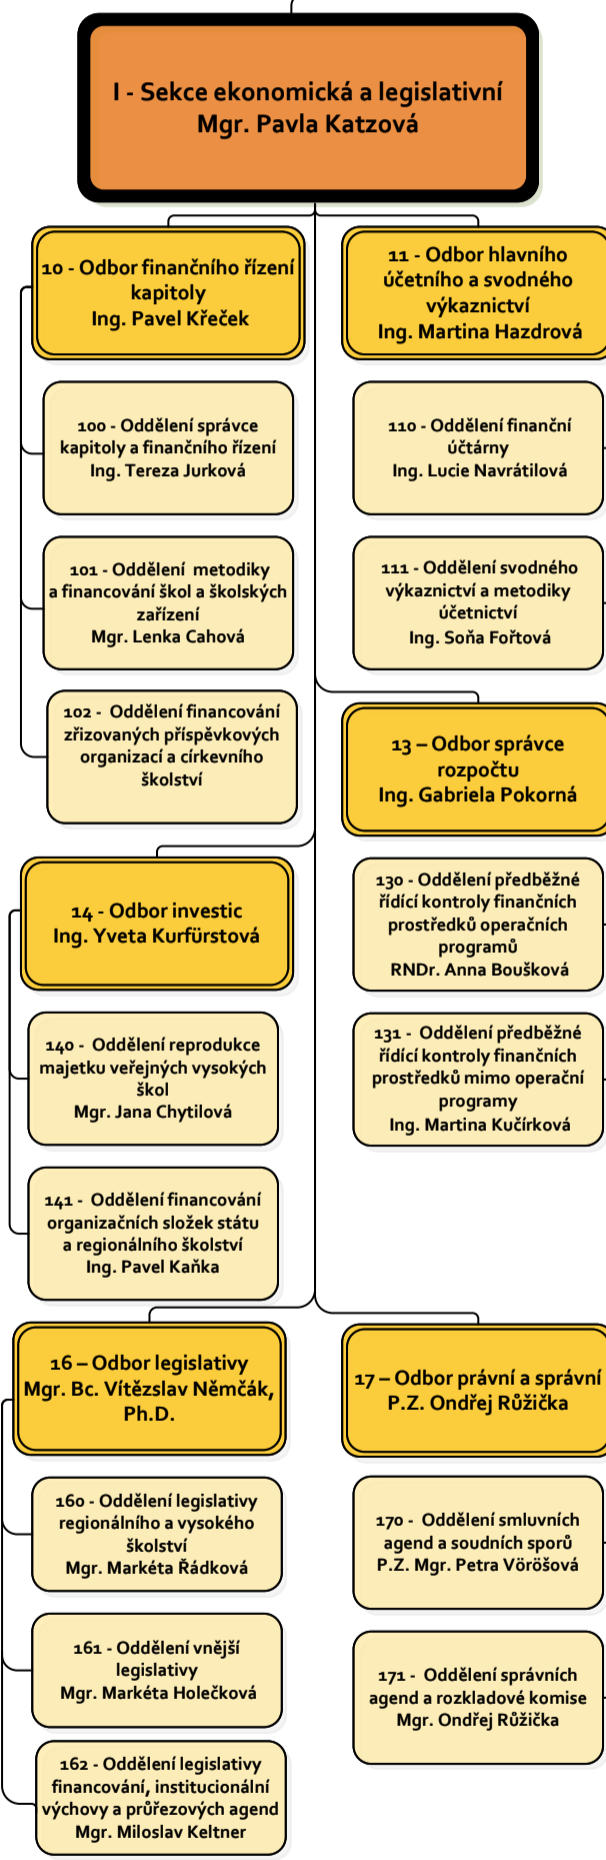 I - Sekce ekonomická a legislativní
Mgr. Pavla Katzová
10 - Odbor finančního řízení
kapitoly
Ing. Pavel Křeček
100 - Oddělení správce
kapitoly a finančního řízení
Ing. Tereza Jurková
101 - Oddělení metodiky
a financování škol a školských
zařízení
Mgr. Lenka Cahová
102 - Oddělení financování
zřizovaných příspěvkových
organizací a církevního
školství
11 - Odbor hlavního
účetního a svodného
výkaznictví
Ing. Martina Hazdrová
110 - Oddělení finanční
účtárny
Ing. Lucie Navrátilová
111 - Oddělení svodného
výkaznictví a metodiky
účetnictví
Ing. Soňa Fořtová
13 – Odbor správce
rozpočtu
Ing. Gabriela Pokorná
130 - Oddělení předběžné
řídící kontroly finančních
prostředků operačních
programů
RNDr. Anna Boušková
131 - Oddělení předběžné
řídící kontroly finančních
prostředků mimo operační
programy
Ing. Martina Kučírková
14 - Odbor investic
Ing. Yveta Kurfürstová
140 - Oddělení reprodukce
majetku veřejných vysokých
škol
Mgr. Jana Chytilová
141 - Oddělení financování
organizačních složek státu
a regionálního školství
Ing. Pavel Kaňka
16 – Odbor legislativy
Mgr. Bc. Vítězslav Němčák,
Ph.D.
160 - Oddělení legislativy
regionálního a vysokého
školství
Mgr. Markéta Řádková
161 - Oddělení vnější
legislativy
Mgr. Markéta Holečková
162 - Oddělení legislativy
financování, institucionální
výchovy a průřezových agend
Mgr. Miloslav Keltner
17 – Odbor právní a správní
P.Z. Ondřej Růžička
170 - Oddělení smluvních
agend a soudních sporů
P.Z. Mgr. Petra Vöröšová
171 - Oddělení správních
agend a rozkladové komise
Mgr. Ondřej Růžička